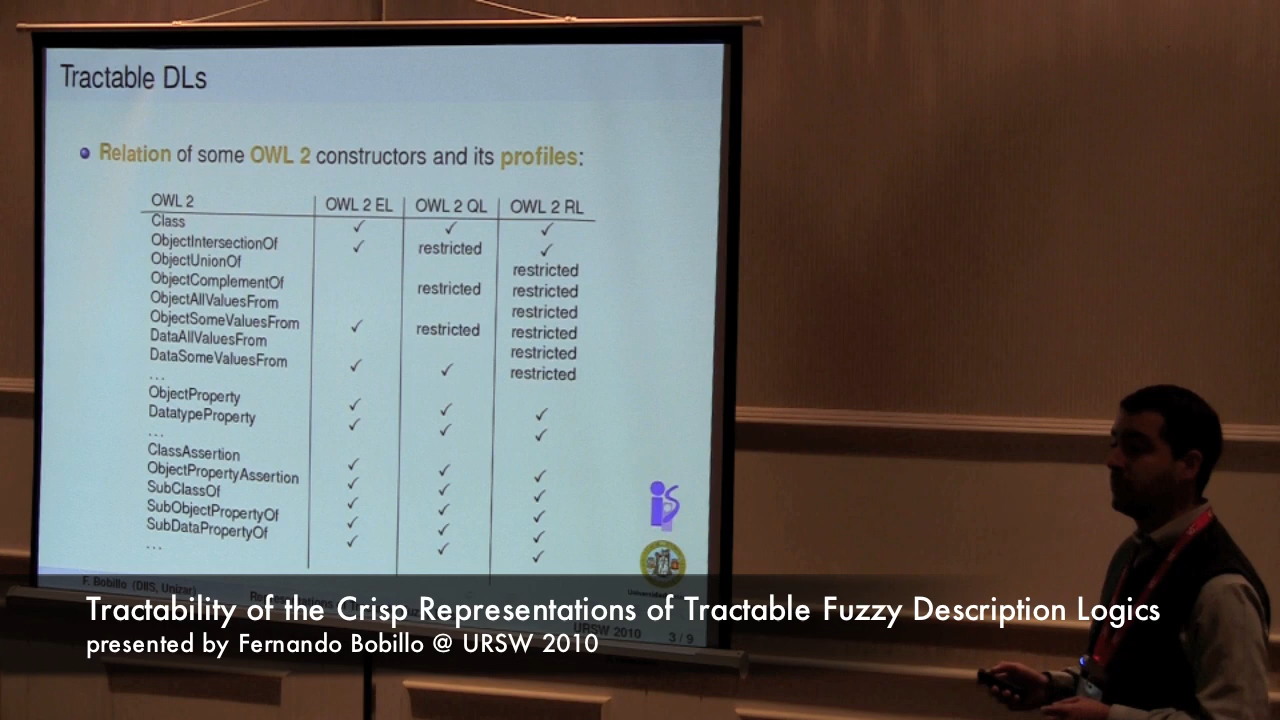 Tractable DLs
Relation of some OWL 2 constructors and its profiles:
OWL 2 OWL 2 EL OWL 2 QL OWL 2 RL
Class ✓ ✓ ✓
ObjectIntersectionOf ✓ restricted ✓
ObjectUnionOf restricted
ObjectComplementOf restricted restricted
ObjectAllValuesFrom restricted
ObjectSomeValuesFrom ✓ restricted restricted
DataAllValuesFrom restricted
DataSomeValuesFrom ✓ ✓ restricted
...
ObjectProperty ✓ ✓ ✓
DatatypeProperty ✓ ✓ ✓
...
ClassAssertion ✓ ✓ ✓
ObjectPropertyAssertion ✓ ✓ ✓
SubClassOf ✓ ✓ ✓
SubObjectPropertyOf ✓ ✓ ✓
SubDataPropertyOf ✓ ✓ ✓
...
F. Bobillo (DIIS, Unizar)
URSW 2010 3 / 9
Tractability of the Crisp Representations of Tractable Fuzzy Description Logics
presented by Fernando Bobillo @ URSW 2010